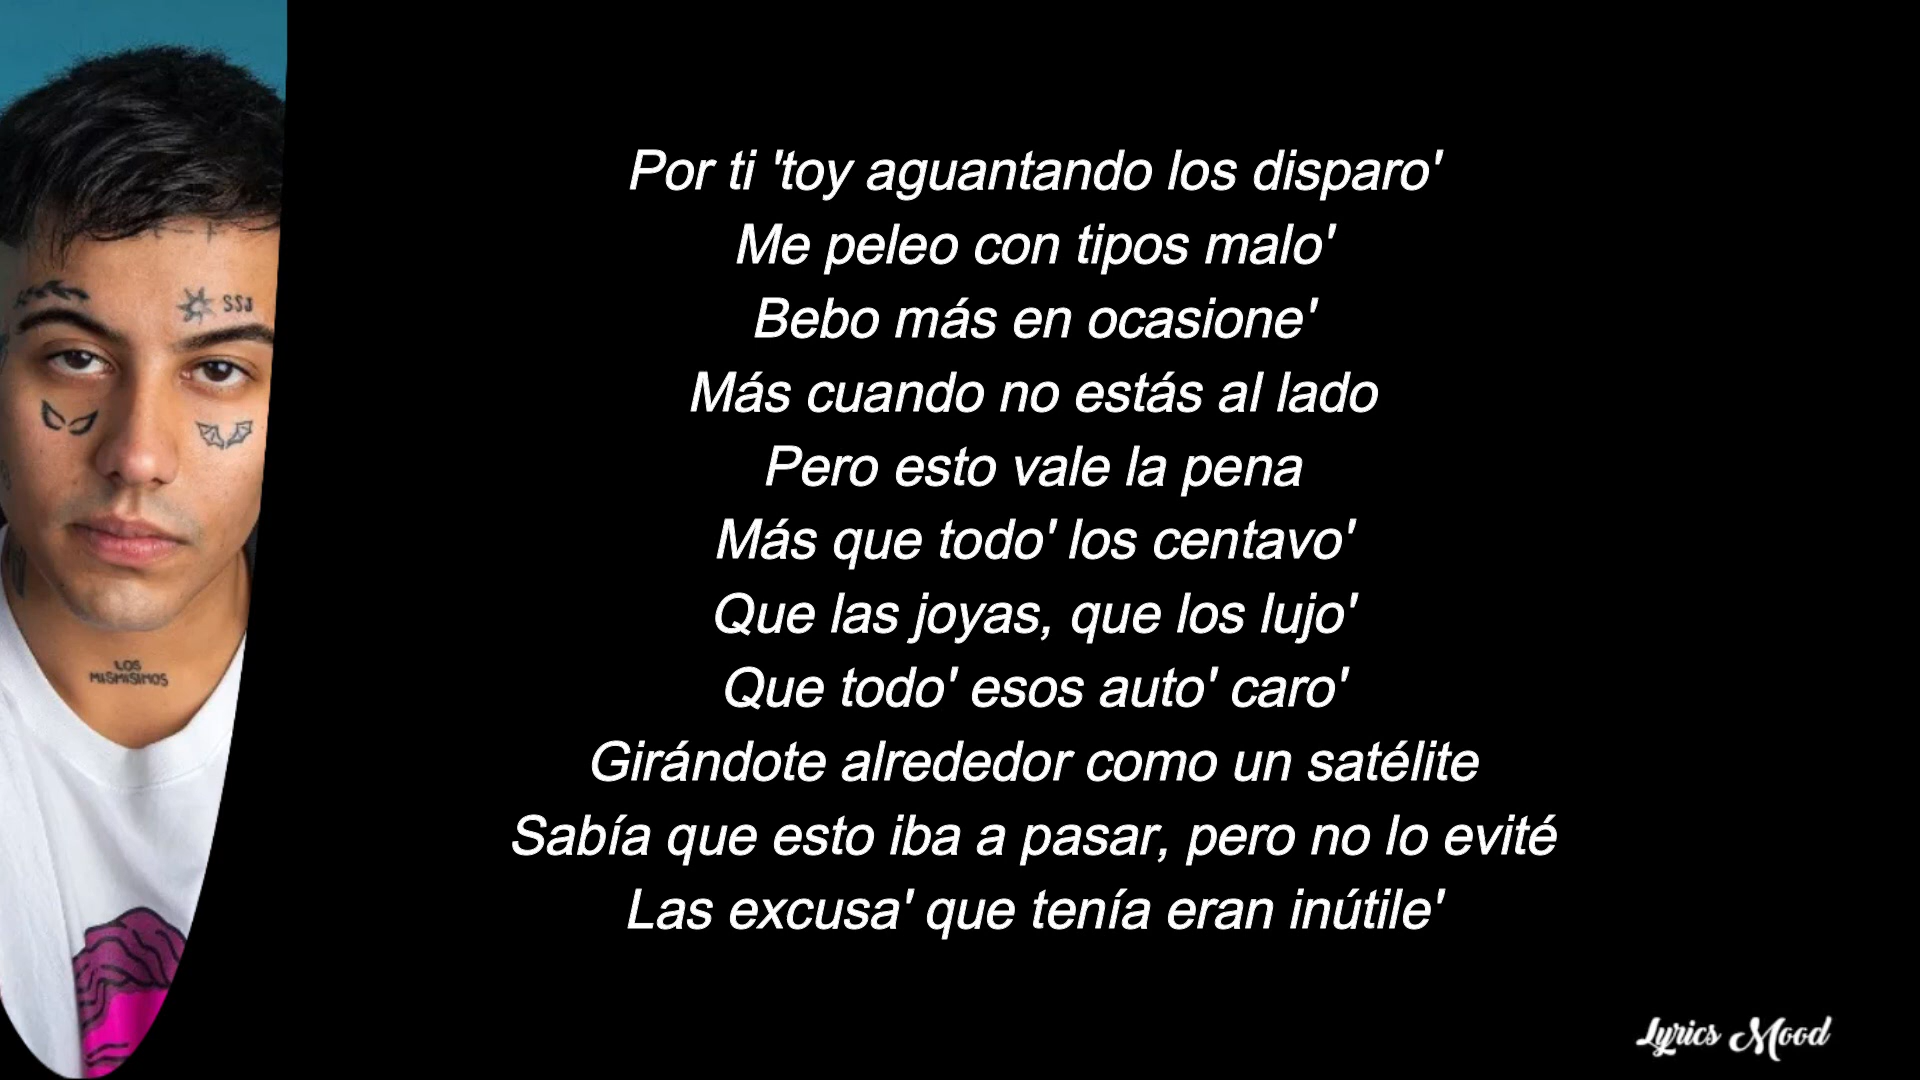 SSJ
LOS
MISMISIMOS
Por ti 'toy aguantando los disparo'
Me peleo con tipos malo'
Bebo más en ocasione'
Más cuando no estás al lado
Pero esto vale la pena
Más que todo' los centavo'
Que las joyas, que los lujo'
Que todo' esos auto' caro'
Girándote alrededor como un satélite
Sabía que esto iba a pasar, pero no lo evité
Las excusa' que tenía eran inútile'
Lyrics Mood